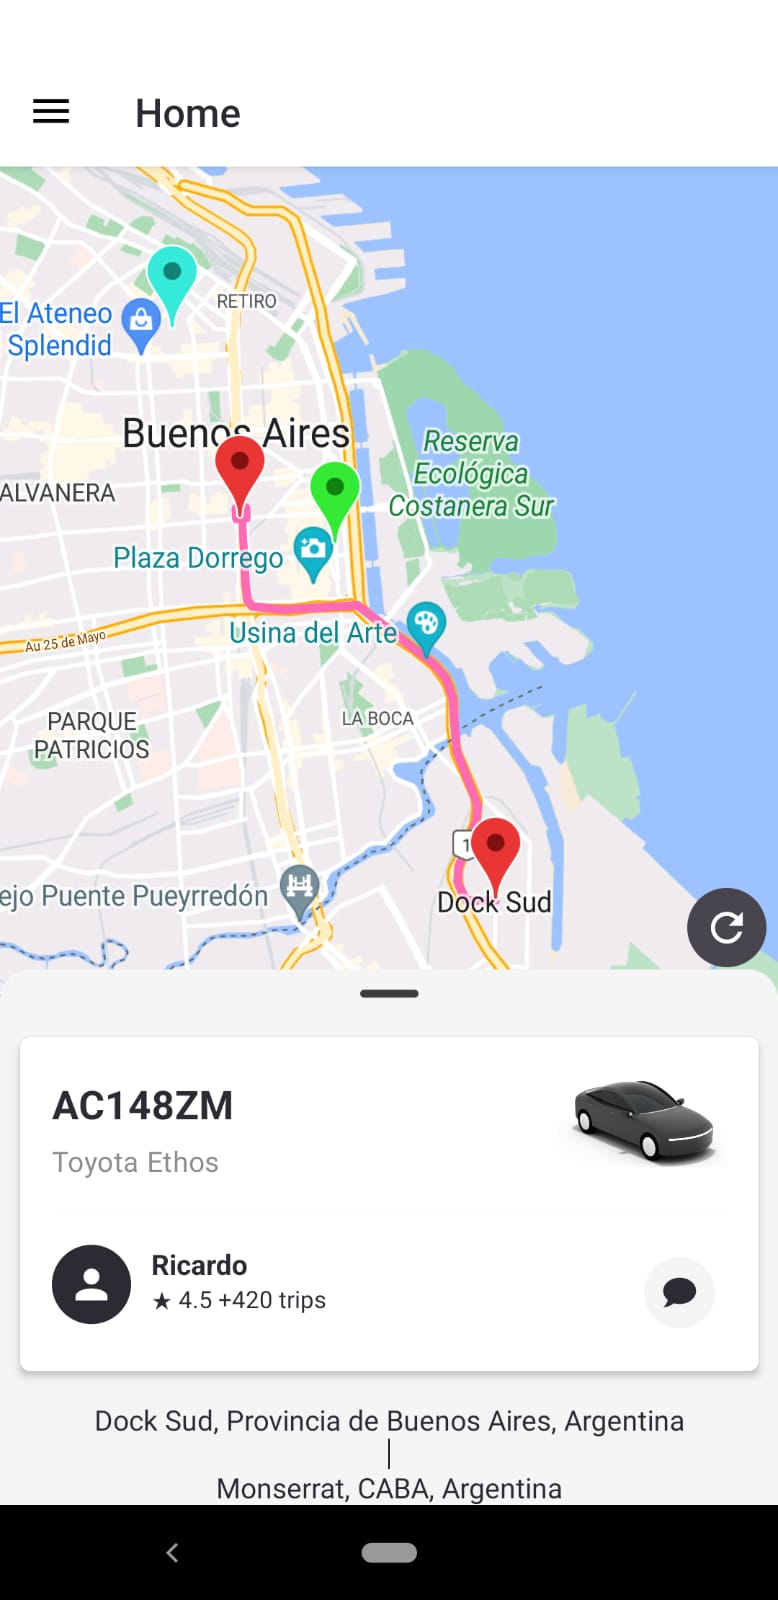 Home
El Ateneo
Splendid
RETIRO
Buenos Aires
Reserva
Ecológica
Costanera Sur
ALVANERA
Plaza Dorrego
Usina del Arte
Au 25 de Mayo
PARQUE
PATRICIOS
LA BOCA
1
ejo Puente Pueyrredón
Dock Sud
AC148ZM
Toyota Ethos
Ricardo
★ 4.5 +420 trips
Dock Sud, Provincia de Buenos Aires, Argentina
Monserrat, CABA, Argentina